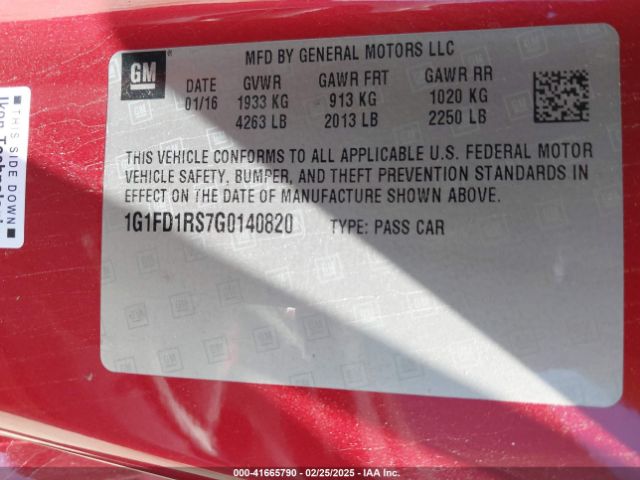 GM
®
MFD BY GENERAL MOTORS LLC
DATE GVWR GAWR FRT GAWR RR
01/16 1933 KG 913 KG 1020 KG
4263 LB 2013 LB 2250 LB
THIS VEHICLE CONFORMS TO ALL APPLICABLE U.S. FEDERAL MOTOR
VEHICLE SAFETY, BUMPER, AND THEFT PREVENTION STANDARDS IN
EFFECT ON THE DATE OF MANUFACTURE SHOWN ABOVE.
1G1FD1RS7G0140820 TYPE: PASS CAR
THIS SIDE DOWN
000-41665790 - 02/25/2025 - IAA Inc.